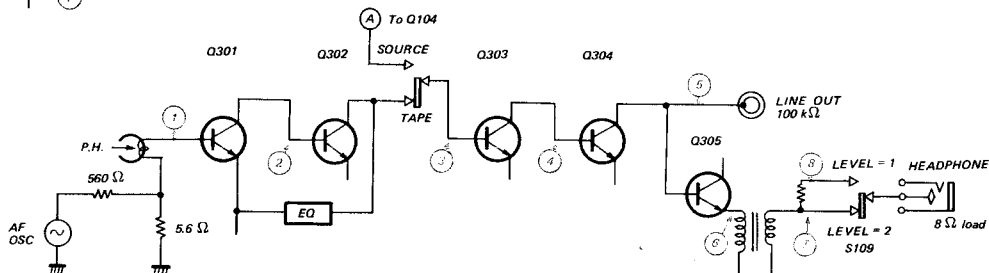 A To Q104
Q301
Q302
SOURCE
Q303
Q304
1
2
TAPE
3
4
5
LINE OUT
100 kΩ
P.H.
Q305
560 Ω
5.6 Ω
EQ
AF
OSC
6
8
LEVEL = 1
HEADPHONE
7
LEVEL = 2
S109
8 Ω load